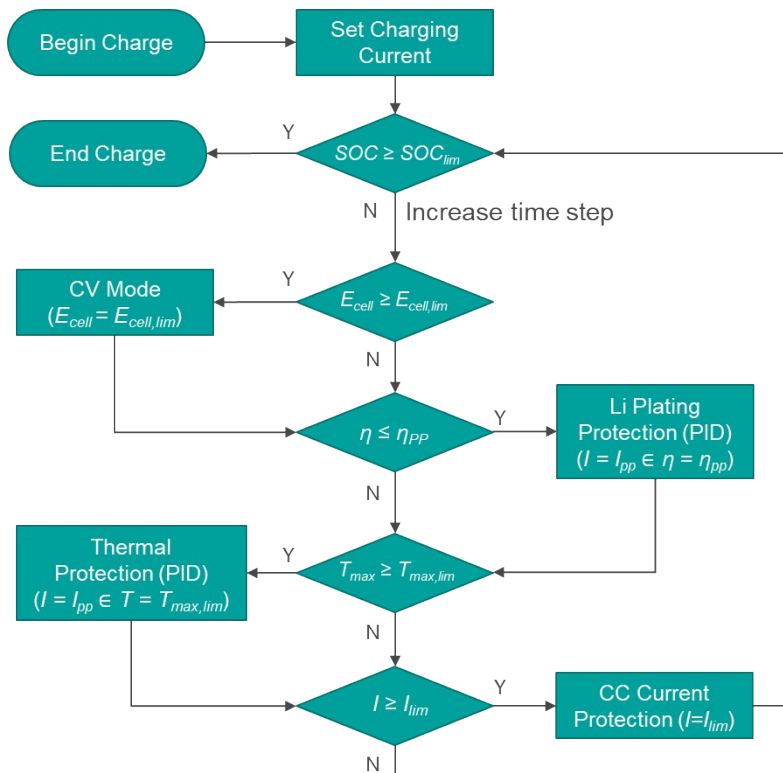 Begin Charge
Set Charging
Current
Y
End Charge
SOC ≥ SOClim
N
Increase time step
Y
CV Mode
(Ecell = Ecell,lim)
Ecell ≥ Ecell,lim
N
η ≤ ηPP
Y
Li Plating
Protection (PID)
(I = Ipp ∈ η = ηpp)
N
Thermal
Protection (PID)
(I = Ipp ∈ T = Tmax,lim)
Y
Tmax ≥ Tmax,lim
N
I ≥ Ilim
Y
CC Current
Protection (I=Ilim)
N